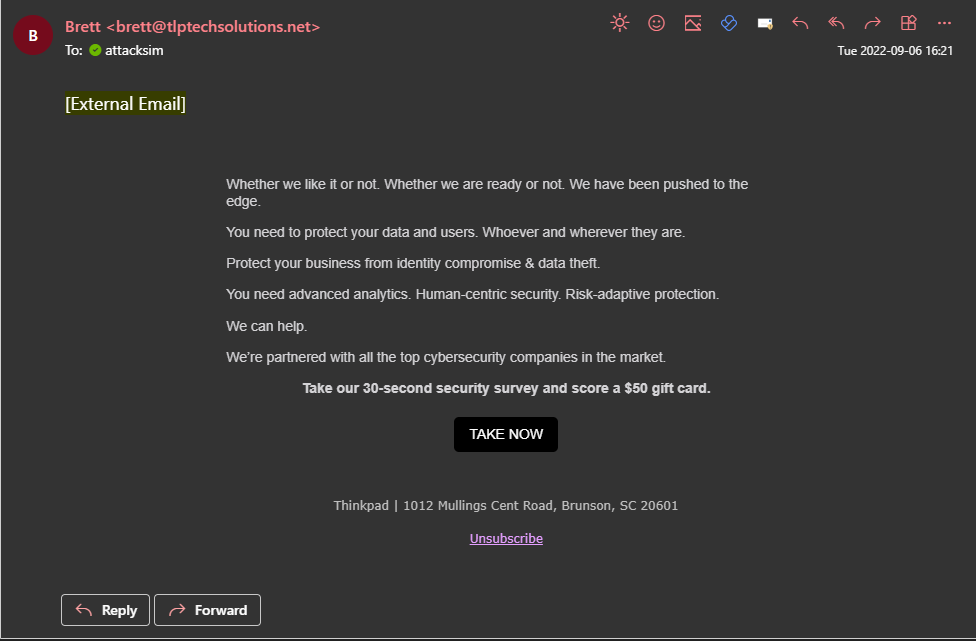 B
Brett <brett@tlptechsolutions.net>
To: attacksim
Tue 2022-09-06 16:21
[External Email]
Whether we like it or not. Whether we are ready or not. We have been pushed to the
edge.
You need to protect your data and users. Whoever and wherever they are.
Protect your business from identity compromise & data theft.
You need advanced analytics. Human-centric security. Risk-adaptive protection.
We can help.
We're partnered with all the top cybersecurity companies in the market.
Take our 30-second security survey and score a $50 gift card.
TAKE NOW
Thinkpad | 1012 Mullings Cent Road, Brunson, SC 20601
Unsubscribe
Reply Forward